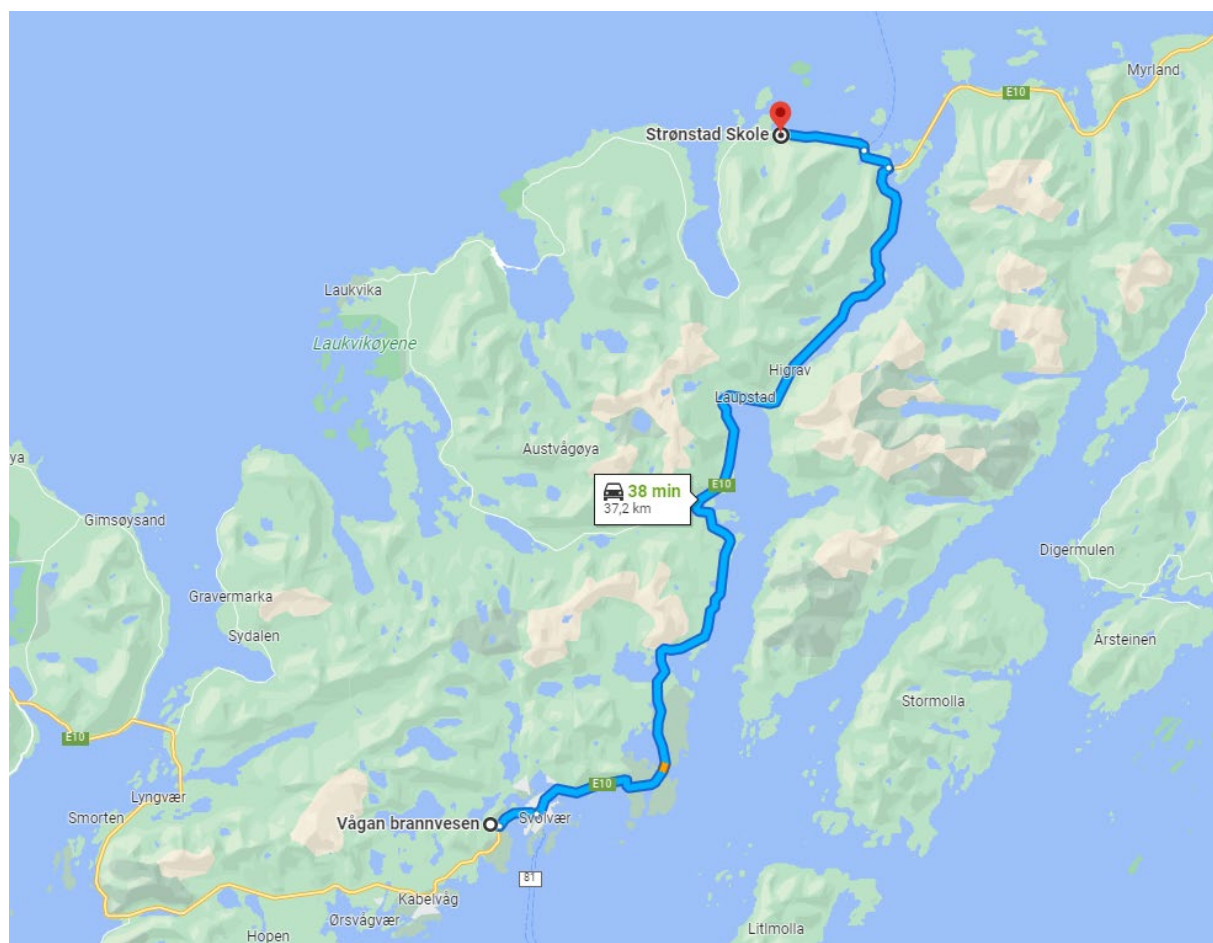 Myrland
E10
Strønstad Skole
Laukvika
Laukvikøyene
Higrav
Laupstad
Austvågøya
ya
38 min
E10
37,2 km
Gimsøysand
Digermulen
Gravermarka
Sydalen
Årsteinen
Stormolla
E10
E10
Lyngvær
Smorten
Vågan brannvesen
Svolvær
81
Kabelvåg
Ørsvågvær
Hopen
Litlmolla